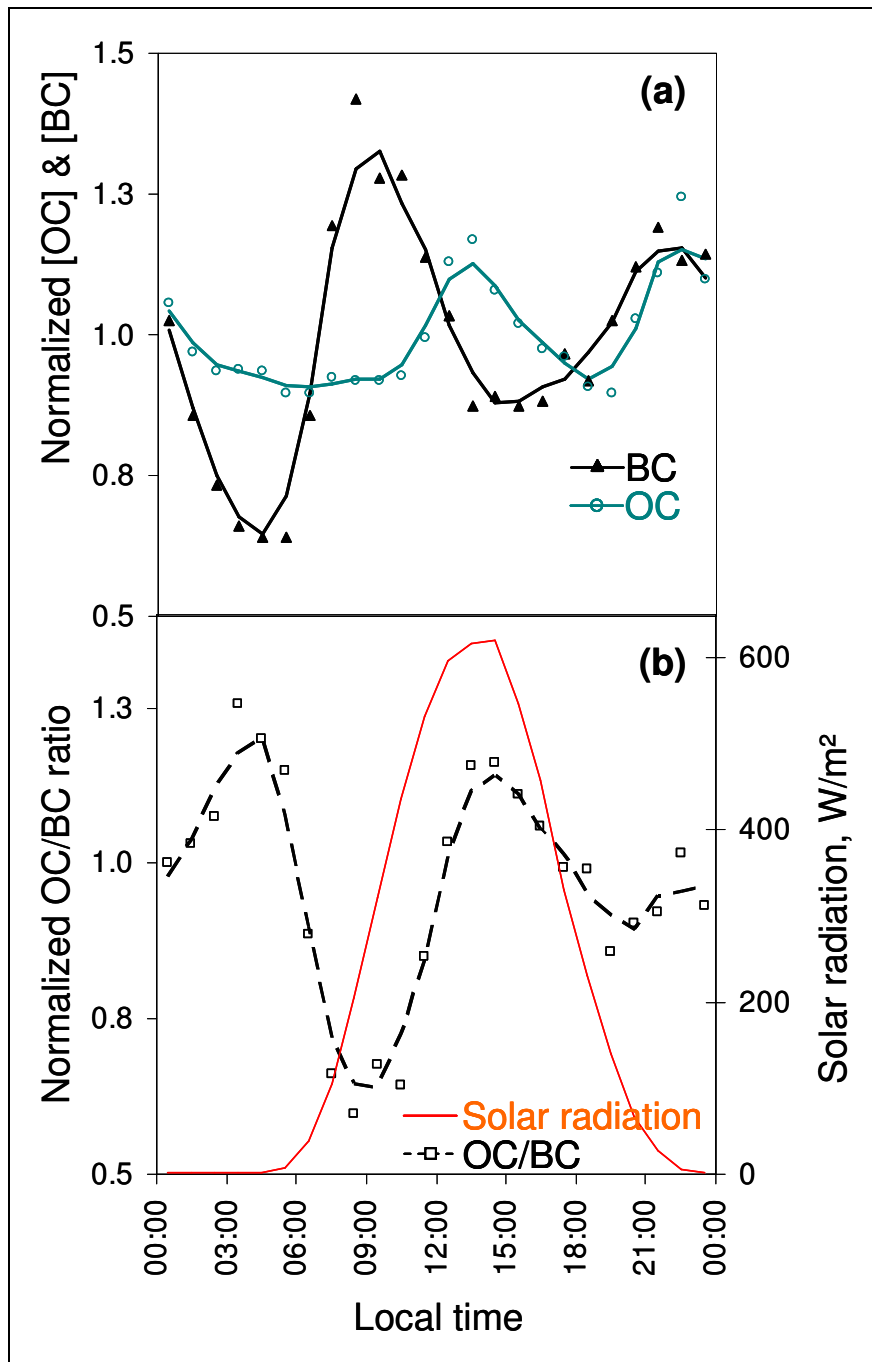 1.5
(a)
1.3
1.0
0.8
0.5
Normalized [OC] & [BC]
BC
OC
(b)
1.3
1.0
0.8
0.5
Normalized OC/BC ratio
600
400
200
0
Solar radiation, W/m²
Solar radiation
OC/BC
00:00
03:00
06:00
09:00
12:00
15:00
18:00
21:00
00:00
Local time